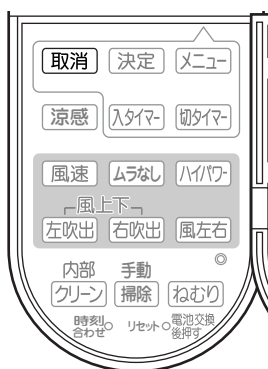 取消 決定 メニュー
涼感 入タイマー 切タイマー
風速 ムラなし ハイパワー
風上下
左吹出 右吹出 風左右
内部 手動
クリーン 掃除 ねむり
時刻合わせ リセット 電池交換後押す